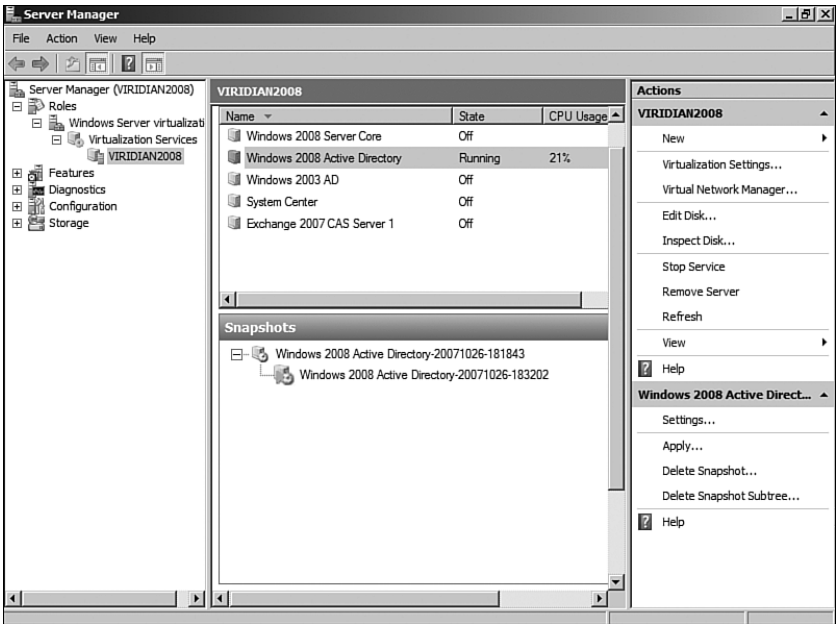 Server Manager
File Action View Help
Server Manager (VIRIDIAN2008)
Roles
Windows Server virtualizati
Virtualization Services
VIRIDIAN2008
Features
Diagnostics
Configuration
Storage
VIRIDIAN2008
Name State CPU Usage
Windows 2008 Server Core Off
Windows 2008 Active Directory Running 21%
Windows 2003 AD Off
System Center Off
Exchange 2007 CAS Server 1 Off
Snapshots
Windows 2008 Active Directory-20071026-181843
Windows 2008 Active Directory-20071026-183202
Actions
VIRIDIAN2008
New
Virtualization Settings...
Virtual Network Manager...
Edit Disk...
Inspect Disk...
Stop Service
Remove Server
Refresh
View
? Help
Windows 2008 Active Direct...
Settings...
Apply...
Delete Snapshot...
Delete Snapshot Subtree...
? Help